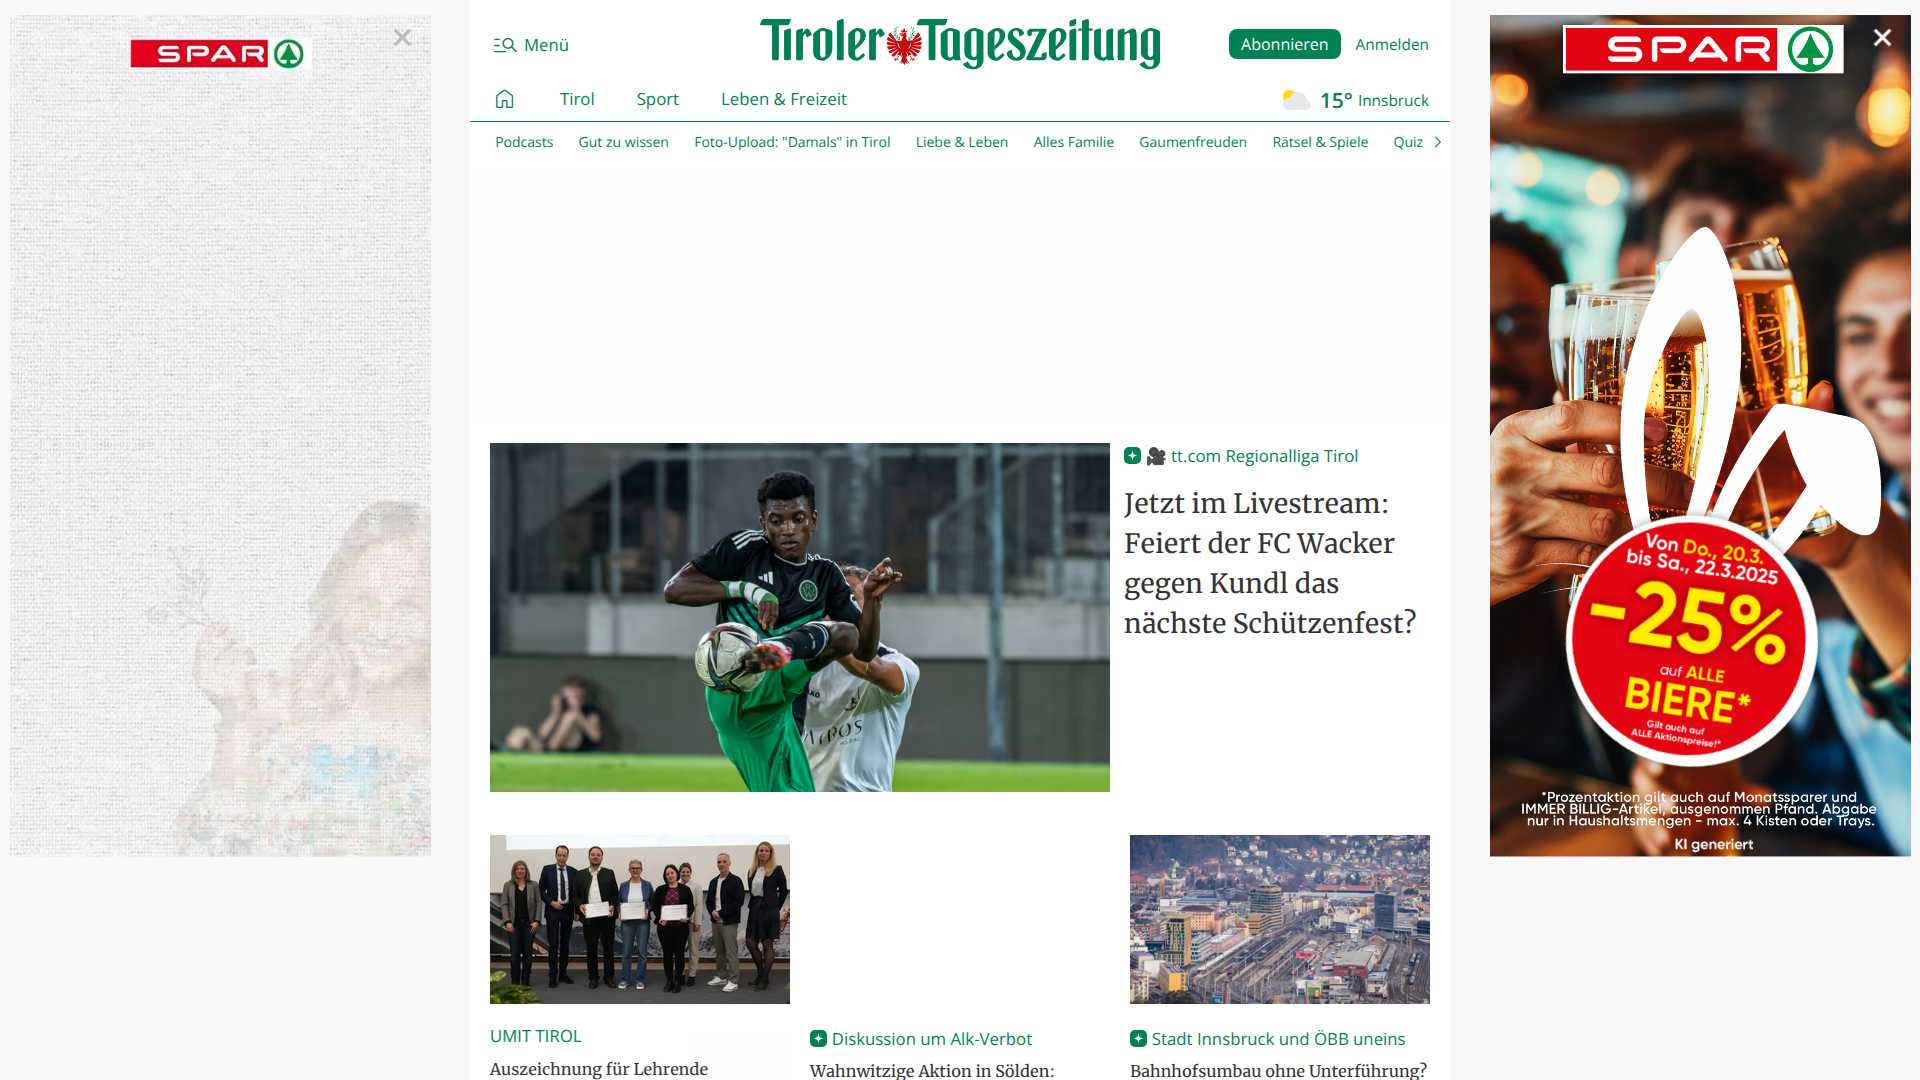 SPAR
Menü
Tiroler Tageszeitung
Abonnieren
Anmelden
Tirol
Sport
Leben & Freizeit
15° Innsbruck
Podcasts
Gut zu wissen
Foto-Upload: "Damals" in Tirol
Liebe & Leben
Alles Familie
Gaumenfreuden
Rätsel & Spiele
Quiz
tt.com Regionalliga Tirol
Jetzt im Livestream:
Feiert der FC Wacker
gegen Kundl das
nächste Schützenfest?
UMIT TIROL
Auszeichnung für Lehrende
Diskussion um Alk-Verbot
Wahnwitzige Aktion in Sölden:
Stadt Innsbruck und ÖBB uneins
Bahnhofsumbau ohne Unterführung?
SPAR
Von Do., 20.3.
bis Sa., 22.3.2025
-25%
auf ALLE
BIERE*
Gilt auch auf
ALLE Aktionspreise!*
*Prozentaktion gilt auch auf Monatssparer und
IMMER BILLIG-Artikel, ausgenommen Pfand. Abgabe
nur in Haushaltsmengen - max. 4 Kisten oder Trays.
KI generiert